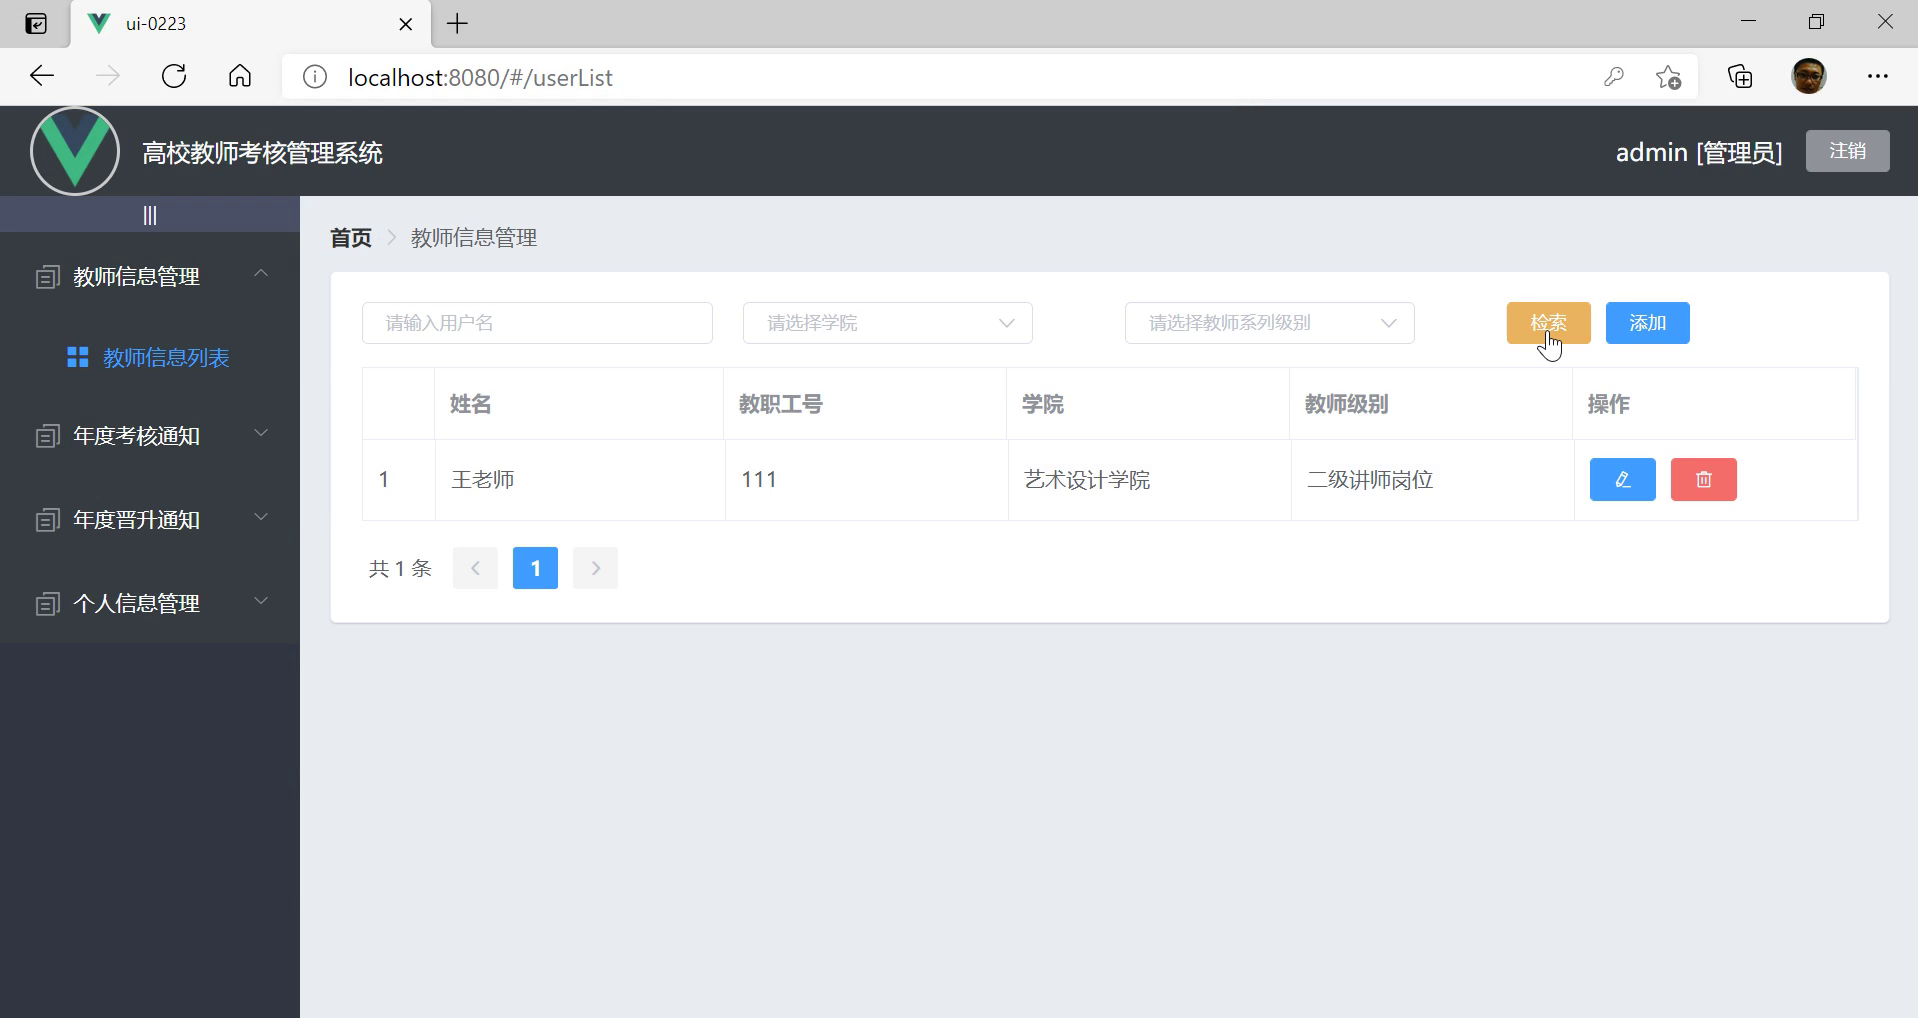 ui-0223
localhost:8080/#/userList
高校教师考核管理系统
admin [管理员]
注销
首页
教师信息管理
教师信息管理
教师信息列表
年度考核通知
年度晋升通知
个人信息管理
请输入用户名
请选择学院
请选择教师系列级别
检索
添加
姓名 教职工号 学院 教师级别 操作
1 王老师 111 艺术设计学院 二级讲师岗位
共 1 条
1